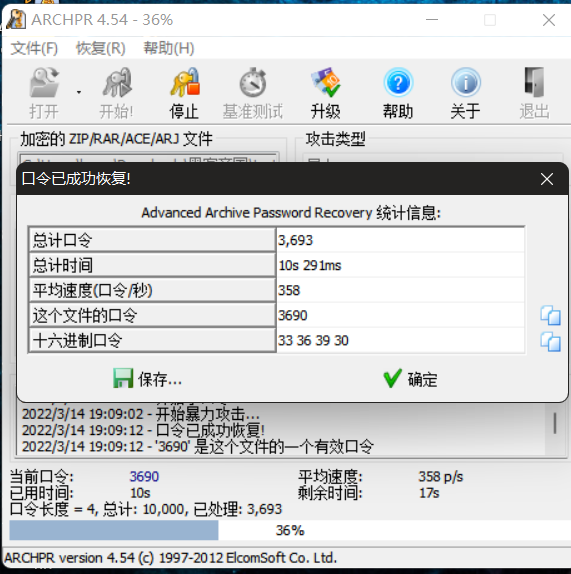 ARCHPR 4.54 - 36%
文件(F) 恢复(R) 帮助(H)
打开 开始! 停止 基准测试 升级 帮助 关于 退出
加密的 ZIP/RAR/ACE/ARJ 文件 攻击类型
口令已成功恢复!
Advanced Archive Password Recovery 统计信息:
总计口令 3,693
总计时间 10s 291ms
平均速度(口令/秒) 358
这个文件的口令 3690
十六进制口令 33 36 39 30
保存... 确定
2022/3/14 19:09:02 - 开始暴力攻击...
2022/3/14 19:09:12 - 口令已成功恢复!
2022/3/14 19:09:12 - '3690' 是这个文件的一个有效口令
当前口令: 3690 平均速度: 358 p/s
已用时间: 10s 剩余时间: 17s
口令长度 = 4, 总计: 10,000, 已处理: 3,693
36%
ARCHPR version 4.54 (c) 1997-2012 ElcomSoft Co. Ltd.